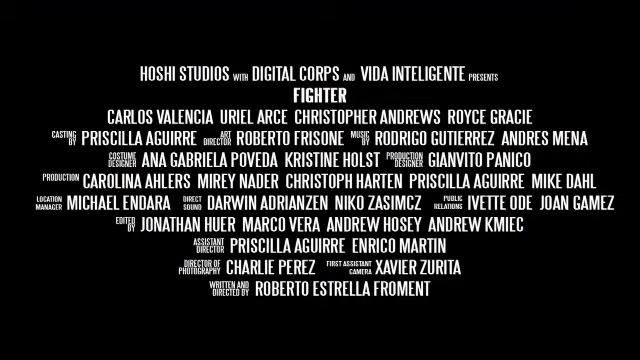 HOSHI STUDIOS WITH DIGITAL CORPS AND VIDA INTELIGENTE PRESENTS
FIGHTER
CARLOS VALENCIA URIEL ARCE CHRISTOPHER ANDREWS ROYCE GRACIE
CASTING BY PRISCILLA AGUIRRE ART DIRECTOR ROBERTO FRISONE MUSIC BY RODRIGO GUTIERREZ ANDRES MENA
COSTUME DESIGNER ANA GABRIELA POVEDA KRISTINE HOLST PRODUCTION DESIGNER GIANVITO PANICO
PRODUCTION CAROLINA AHLERS MIREY NADER CHRISTOPH HARTEN PRISCILLA AGUIRRE MIKE DAHL
LOCATION MANAGER MICHAEL ENDARA DIRECT SOUND DARWIN ADRIANZEN NIKO ZASIMCZ PUBLIC RELATIONS IVETTE ODE JOAN GAMEZ
EDITED BY JONATHAN HUER MARCO VERA ANDREW HOSEY ANDREW KMIEC
ASSISTANT DIRECTOR PRISCILLA AGUIRRE ENRICO MARTIN
DIRECTOR OF PHOTOGRAPHY CHARLIE PEREZ FIRST ASSISTANT CAMERA XAVIER ZURITA
WRITTEN AND DIRECTED BY ROBERTO ESTRELLA FROMENT